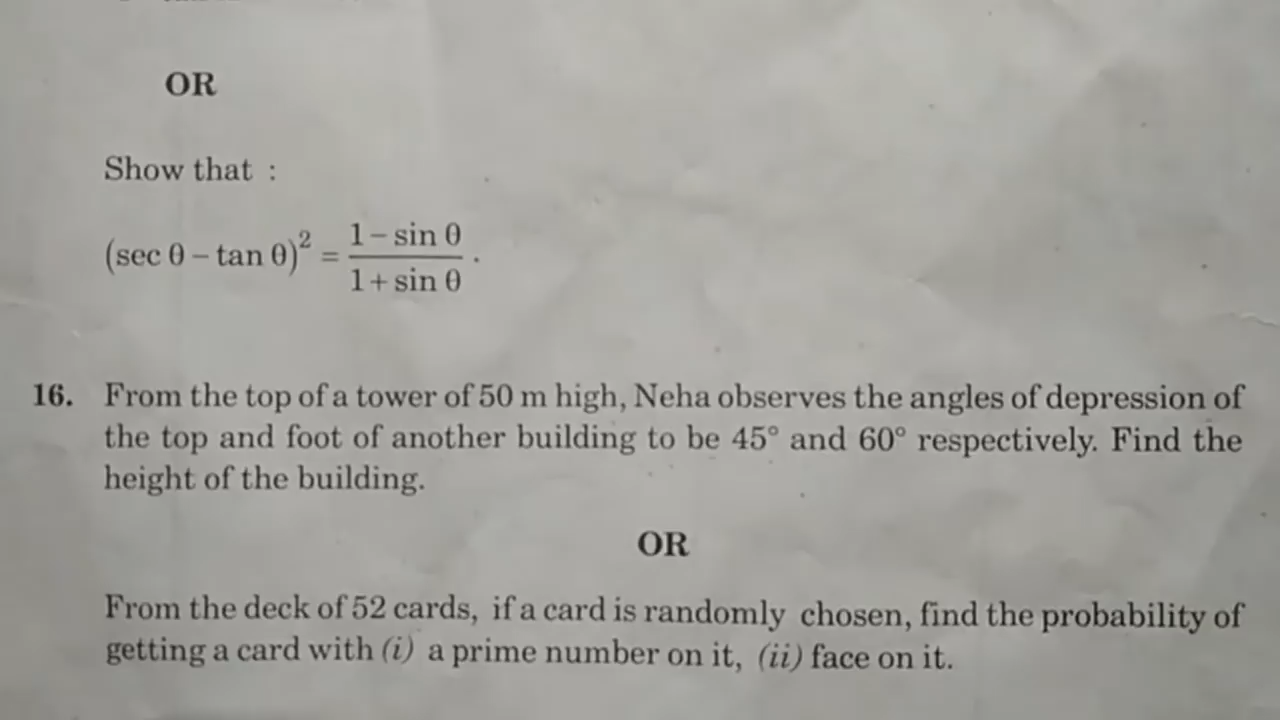 OR
Show that :
(sec θ – tan θ)² = (1 – sin θ)/(1 + sin θ) .
16. From the top of a tower of 50 m high, Neha observes the angles of depression of
the top and foot of another building to be 45° and 60° respectively. Find the
height of the building.
OR
From the deck of 52 cards, if a card is randomly chosen, find the probability of
getting a card with (i) a prime number on it, (ii) face on it.